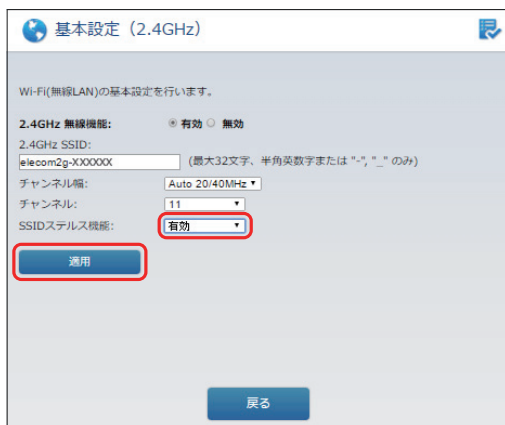 基本設定（2.4GHz）
Wi-Fi(無線LAN)の基本設定を行います。
2.4GHz 無線機能: 有効 無効
2.4GHz SSID:
elecom2g-XXXXXX (最大32文字、半角英数字または "-", "_" のみ)
チャンネル幅: Auto 20/40MHz
チャンネル: 11
SSIDステルス機能: 有効
適用
戻る